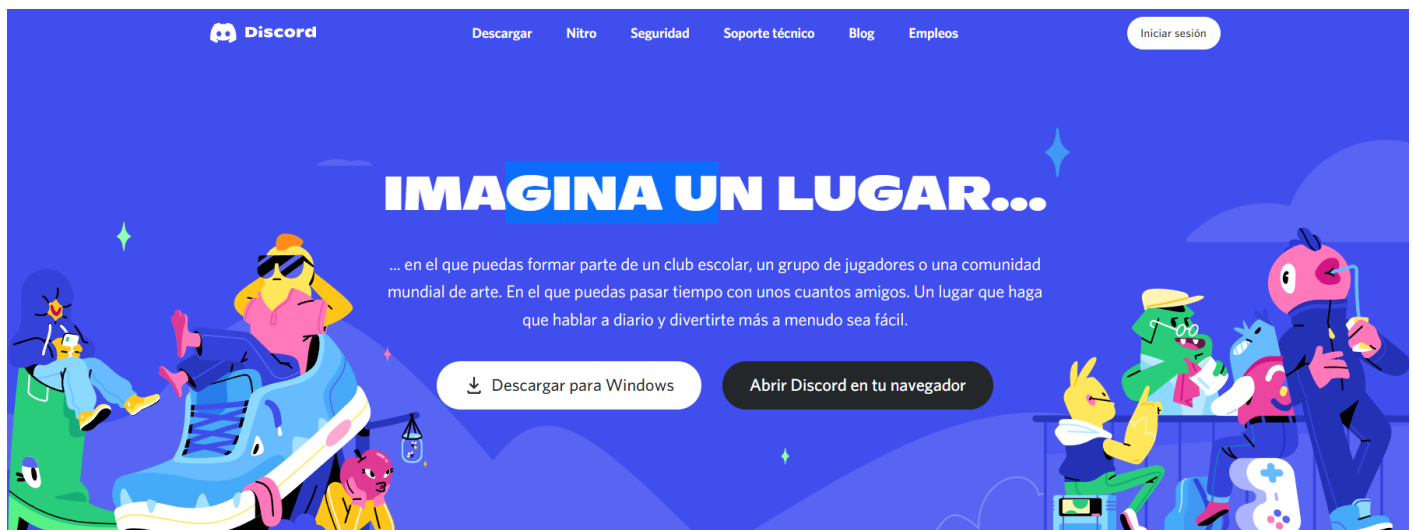 Discord
Descargar Nitro Seguridad Soporte técnico Blog Empleos
Iniciar sesión
IMAGINA UN LUGAR...
... en el que puedas formar parte de un club escolar, un grupo de jugadores o una comunidad
mundial de arte. En el que puedas pasar tiempo con unos cuantos amigos. Un lugar que haga
que hablar a diario y divertirte más a menudo sea fácil.
Descargar para Windows
Abrir Discord en tu navegador